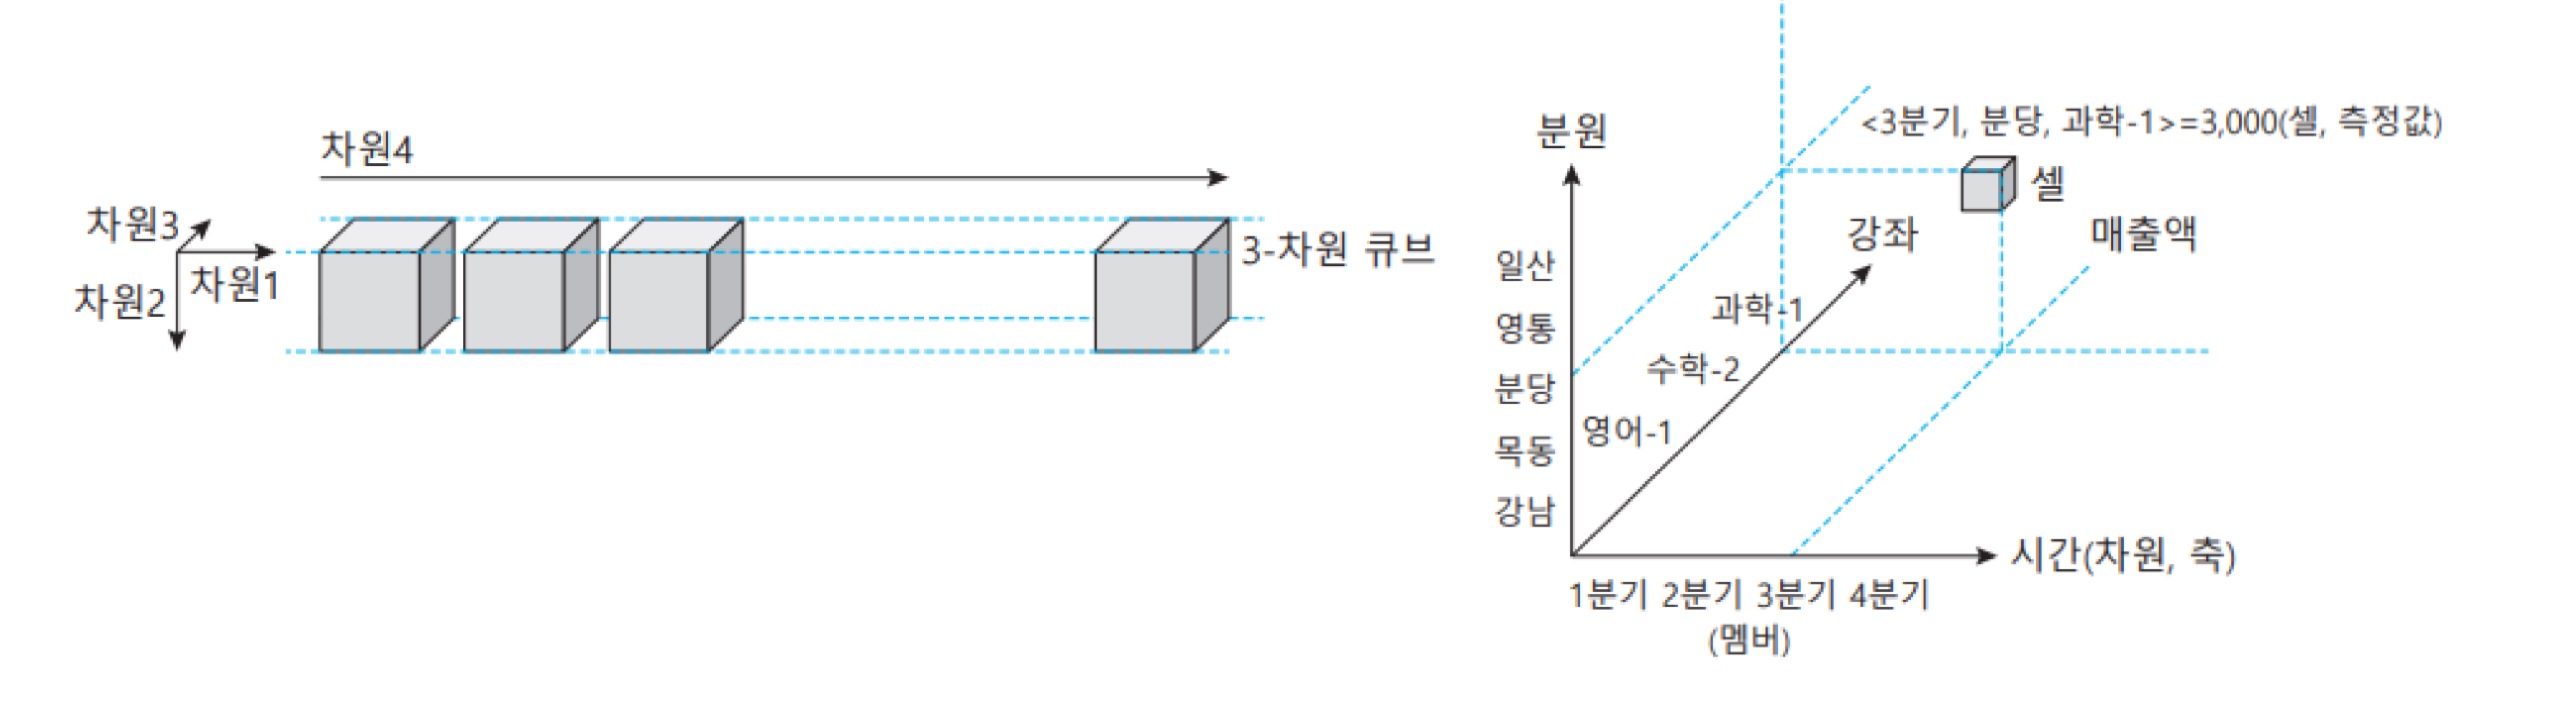 차원4
차원3
차원1
차원2
3-차원 큐브
분원
<3분기, 분당, 과학-1>=3,000(셀, 측정값)
셀
강좌
매출액
일산
과학-1
영통
수학-2
분당
영어-1
목동
강남
시간(차원, 축)
1분기 2분기 3분기 4분기
(멤버)